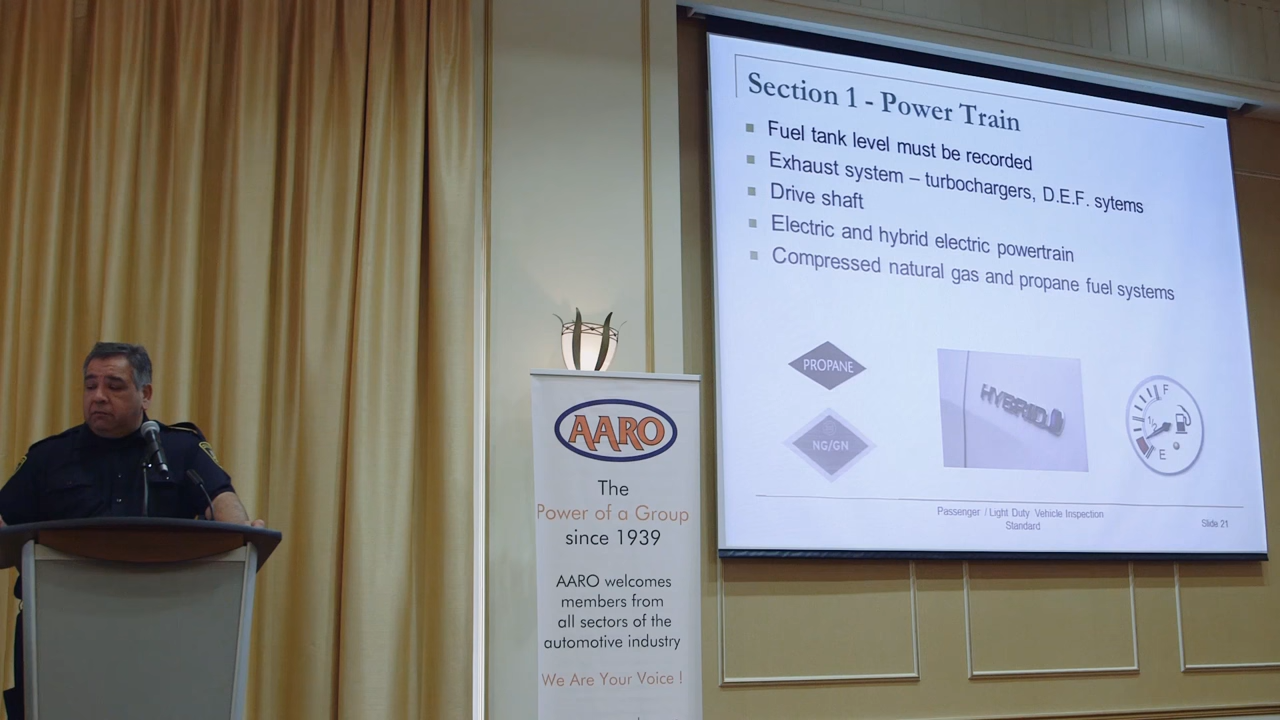 Section 1 - Power Train
Fuel tank level must be recorded
Exhaust system – turbochargers, D.E.F. sytems
Drive shaft
Electric and hybrid electric powertrain
Compressed natural gas and propane fuel systems
PROPANE
NG/GN
HYBRID
F
1/2
E
Passenger / Light Duty Vehicle Inspection
Standard
Slide 21
AARO
The
Power of a Group
since 1939
AARO welcomes
members from
all sectors of the
automotive industry
We Are Your Voice !